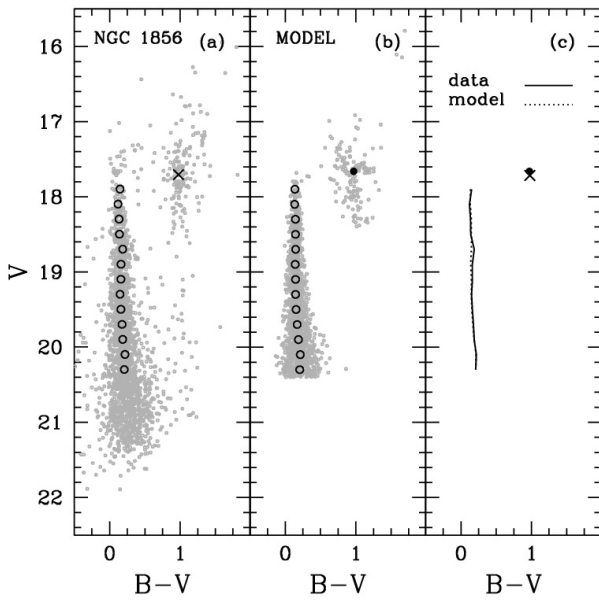 NGC 1856 (a)
MODEL (b)
(c)
data
model
V
16
17
18
19
20
21
22
0 1
0 1
0 1
B-V
B-V
B-V